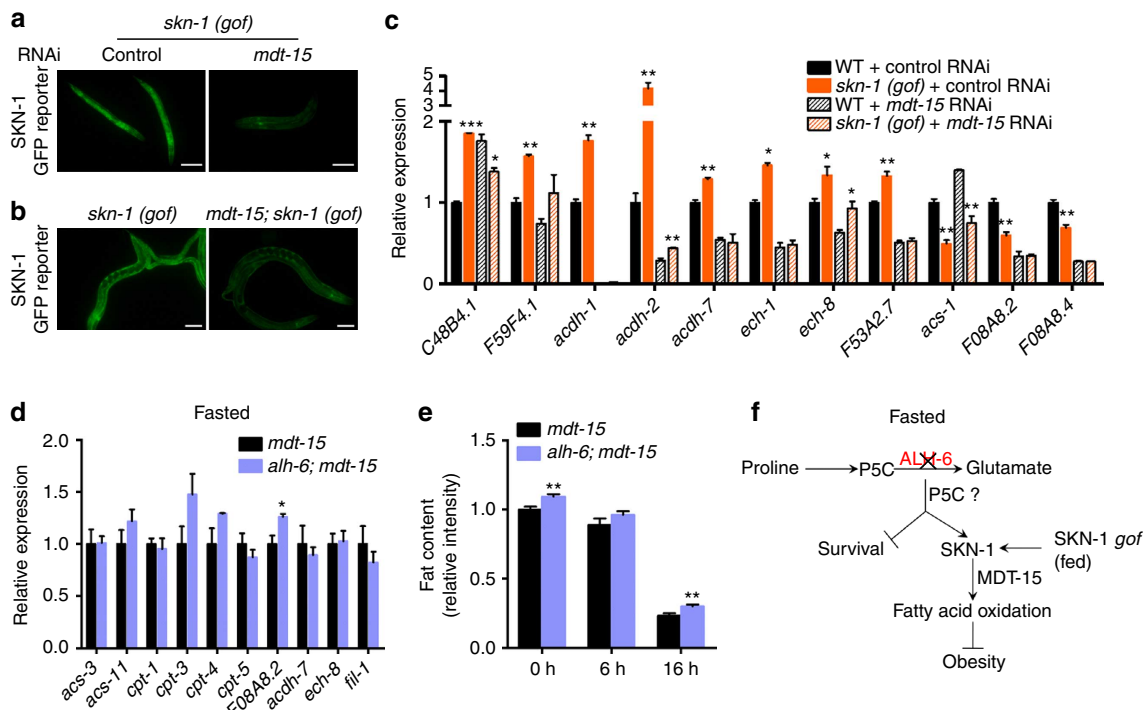 a
skn-1 (gof)
RNAi Control mdt-15
SKN-1
GFP reporter
b
skn-1 (gof) mdt-15; skn-1 (gof)
SKN-1
GFP reporter
c
WT + control RNAi
skn-1 (gof) + control RNAi
WT + mdt-15 RNAi
skn-1 (gof) + mdt-15 RNAi
Relative expression
5
4
3
2
2
1
0
*** * ** ** ** ** ** * * * ** ** ** ** **
C48B4.1 F59F4.1 acdh-1 acdh-2 acdh-7 ech-1 ech-8 F53A2.7 acs-1 F08A8.2 F08A8.4
d
Fasted
mdt-15
alh-6; mdt-15
Relative expression
2.0
1.5
1.0
0.5
0.0
*
acs-3 acs-11 cpt-1 cpt-3 cpt-4 cpt-5 F08A8.2 acdh-7 ech-8 fil-1
e
mdt-15
alh-6; mdt-15
Fat content
(relative intensity)
1.5
1.0
0.5
0.0
** **
0 h 6 h 16 h
f
Fasted
ALH-6
Proline P5C Glutamate
P5C ?
Survival SKN-1 SKN-1 gof
(fed)
MDT-15
Fatty acid oxidation
Obesity